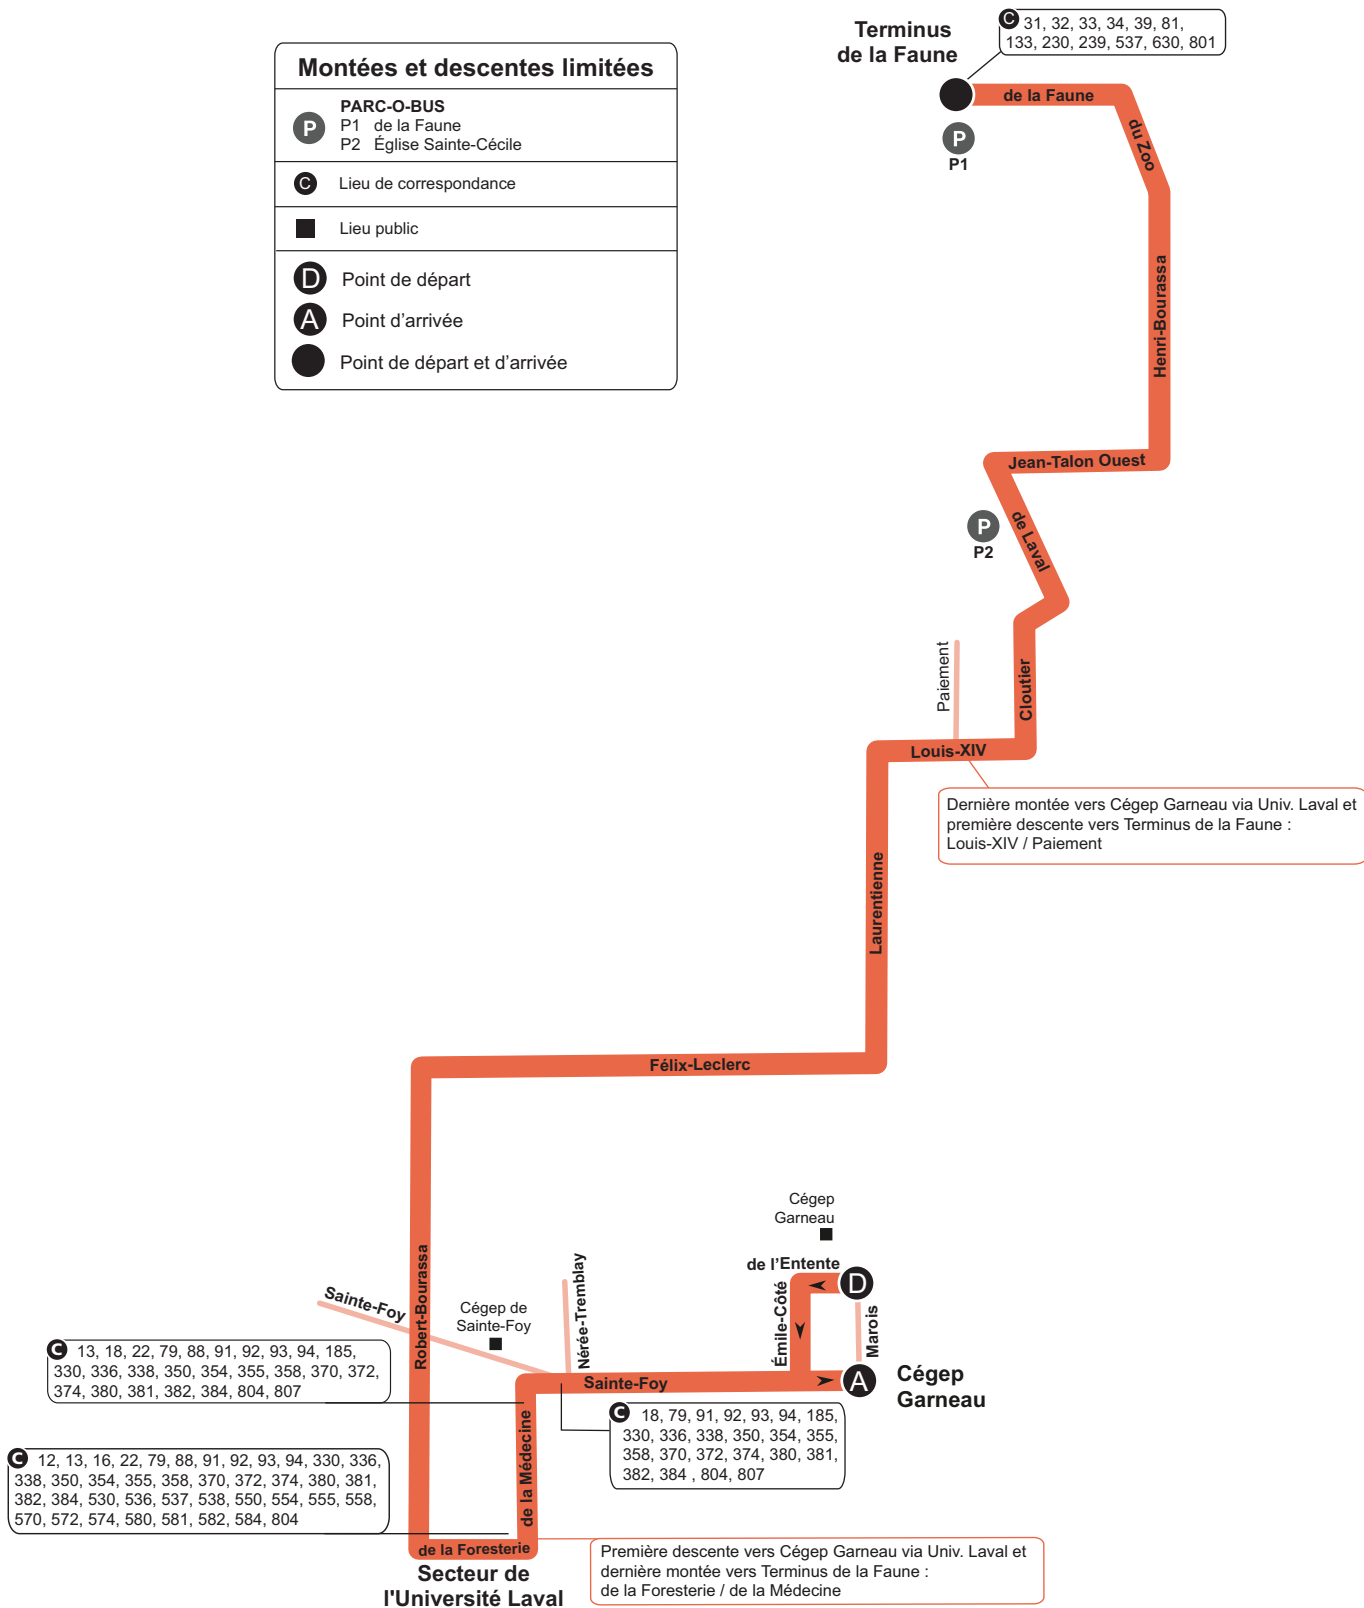 Terminus
de la Faune
C 31, 32, 33, 34, 39, 81,
133, 230, 239, 537, 630, 801
Montées et descentes limitées
P
PARC-O-BUS
P1 de la Faune
P2 Église Sainte-Cécile
C Lieu de correspondance
Lieu public
D Point de départ
A Point d'arrivée
Point de départ et d'arrivée
de la Faune
P
P1
du Zoo
Henri-Bourassa
Jean-Talon Ouest
P
P2
de Laval
Cloutier
Paiement
Louis-XIV
Dernière montée vers Cégep Garneau via Univ. Laval et
première descente vers Terminus de la Faune :
Louis-XIV / Paiement
Laurentienne
Félix-Leclerc
Robert-Bourassa
Cégep
Garneau
de l'Entente
D
Émile-Côté
Marois
Sainte-Foy
Cégep de
Sainte-Foy
Nérée-Tremblay
Sainte-Foy
A
Cégep
Garneau
C 13, 18, 22, 79, 88, 91, 92, 93, 94, 185,
330, 336, 338, 350, 354, 355, 358, 370, 372,
374, 380, 381, 382, 384, 804, 807
C 18, 79, 91, 92, 93, 94, 185,
330, 336, 338, 350, 354, 355,
358, 370, 372, 374, 380, 381,
382, 384 , 804, 807
C 12, 13, 16, 22, 79, 88, 91, 92, 93, 94, 330, 336,
338, 350, 354, 355, 358, 370, 372, 374, 380, 381,
382, 384, 530, 536, 537, 538, 550, 554, 555, 558,
570, 572, 574, 580, 581, 582, 584, 804
de la Médecine
de la Foresterie
Secteur de
l'Université Laval
Première descente vers Cégep Garneau via Univ. Laval et
dernière montée vers Terminus de la Faune :
de la Foresterie / de la Médecine